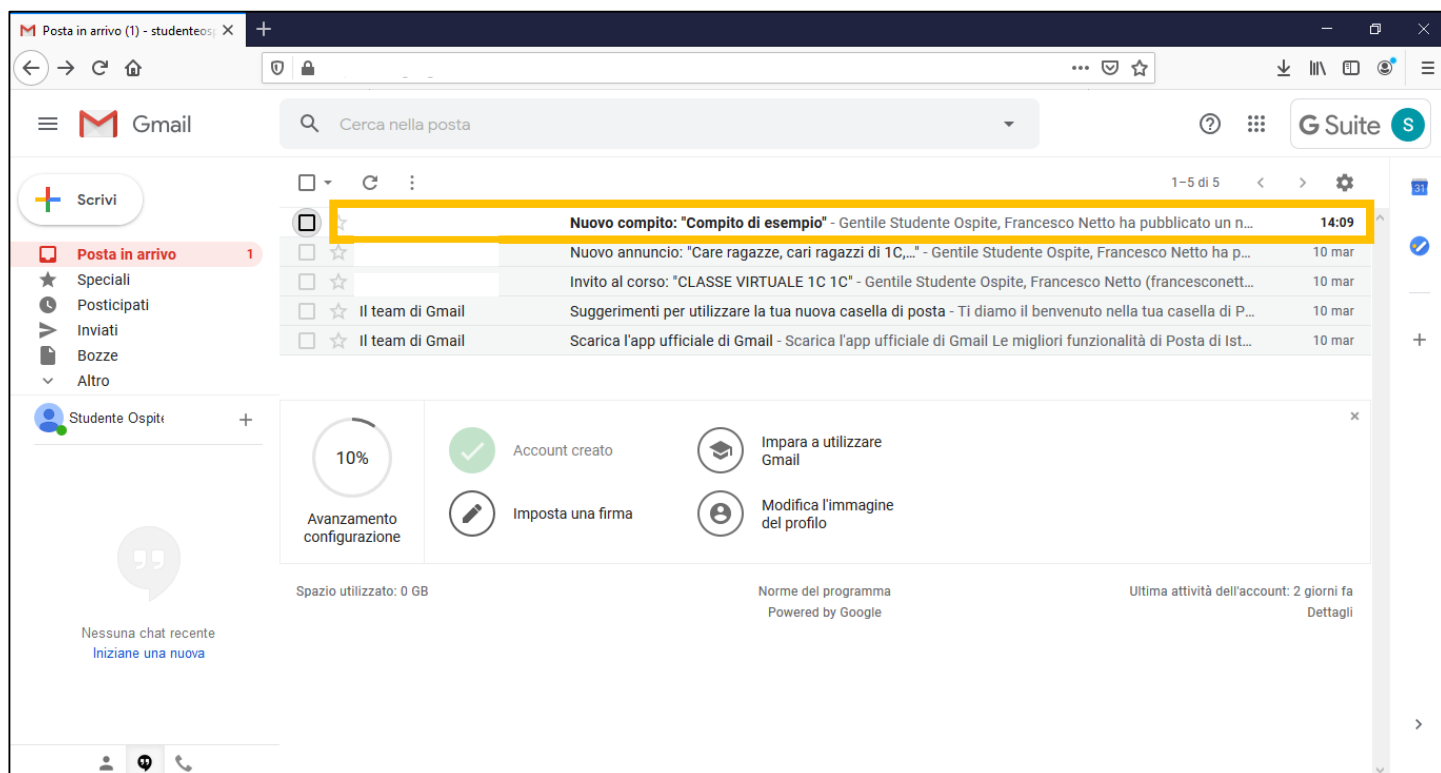 Posta in arrivo (1) - studenteosp
Gmail
Cerca nella posta
G Suite S
Scrivi
1–5 di 5
31
Nuovo compito: "Compito di esempio" - Gentile Studente Ospite, Francesco Netto ha pubblicato un n... 14:09
Posta in arrivo 1
Nuovo annuncio: "Care ragazze, cari ragazzi di 1C,..." - Gentile Studente Ospite, Francesco Netto ha p... 10 mar
Speciali
Invito al corso: "CLASSE VIRTUALE 1C 1C" - Gentile Studente Ospite, Francesco Netto (francesconett... 10 mar
Posticipati
Il team di Gmail Suggerimenti per utilizzare la tua nuova casella di posta - Ti diamo il benvenuto nella tua casella di P... 10 mar
Inviati
Il team di Gmail Scarica l'app ufficiale di Gmail - Scarica l'app ufficiale di Gmail Le migliori funzionalità di Posta di Ist... 10 mar
Bozze
Altro
Studente Ospite
10%
Avanzamento
configurazione
Account creato
Imposta una firma
Impara a utilizzare
Gmail
Modifica l'immagine
del profilo
Spazio utilizzato: 0 GB
Norme del programma
Powered by Google
Ultima attività dell'account: 2 giorni fa
Dettagli
Nessuna chat recente
Iniziane una nuova